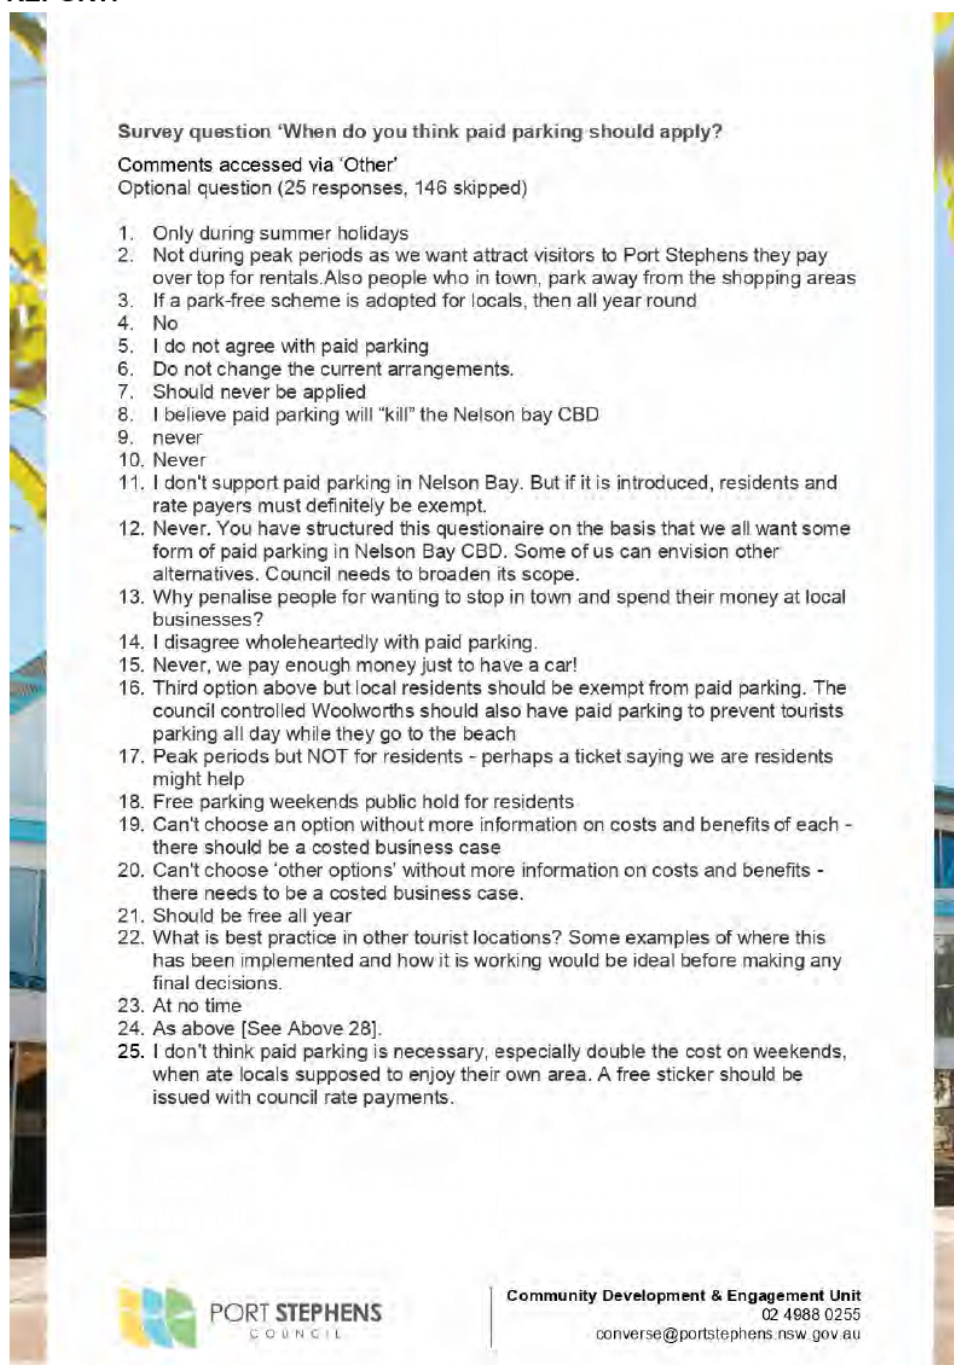 Survey question ‘When do you think paid parking should apply?
Comments accessed via ‘Other’
Optional question (25 responses, 146 skipped)
1. Only during summer holidays
2. Not during peak periods as we want attract visitors to Port Stephens they pay
over top for rentals.Also people who in town, park away from the shopping areas
3. If a park-free scheme is adopted for locals, then all year round
4. No
5. I do not agree with paid parking
6. Do not change the current arrangements.
7. Should never be applied
8. I believe paid parking will "kill" the Nelson bay CBD
9. never
10. Never
11. I don't support paid parking in Nelson Bay. But if it is introduced, residents and
rate payers must definitely be exempt.
12. Never. You have structured this questionaire on the basis that we all want some
form of paid parking in Nelson Bay CBD. Some of us can envision other
alternatives. Council needs to broaden its scope.
13. Why penalise people for wanting to stop in town and spend their money at local
businesses?
14. I disagree wholeheartedly with paid parking.
15. Never, we pay enough money just to have a car!
16. Third option above but local residents should be exempt from paid parking. The
council controlled Woolworths should also have paid parking to prevent tourists
parking all day while they go to the beach
17. Peak periods but NOT for residents - perhaps a ticket saying we are residents
might help
18. Free parking weekends public hold for residents
19. Can't choose an option without more information on costs and benefits of each -
there should be a costed business case
20. Can't choose ‘other options’ without more information on costs and benefits -
there needs to be a costed business case.
21. Should be free all year
22. What is best practice in other tourist locations? Some examples of where this
has been implemented and how it is working would be ideal before making any
final decisions.
23. At no time
24. As above [See Above 28].
25. I don't think paid parking is necessary, especially double the cost on weekends,
when ate locals supposed to enjoy their own area. A free sticker should be
issued with council rate payments.
PORT STEPHENS
COUNCIL
Community Development & Engagement Unit
02 4988 0255
converse@portstephens.nsw.gov.au